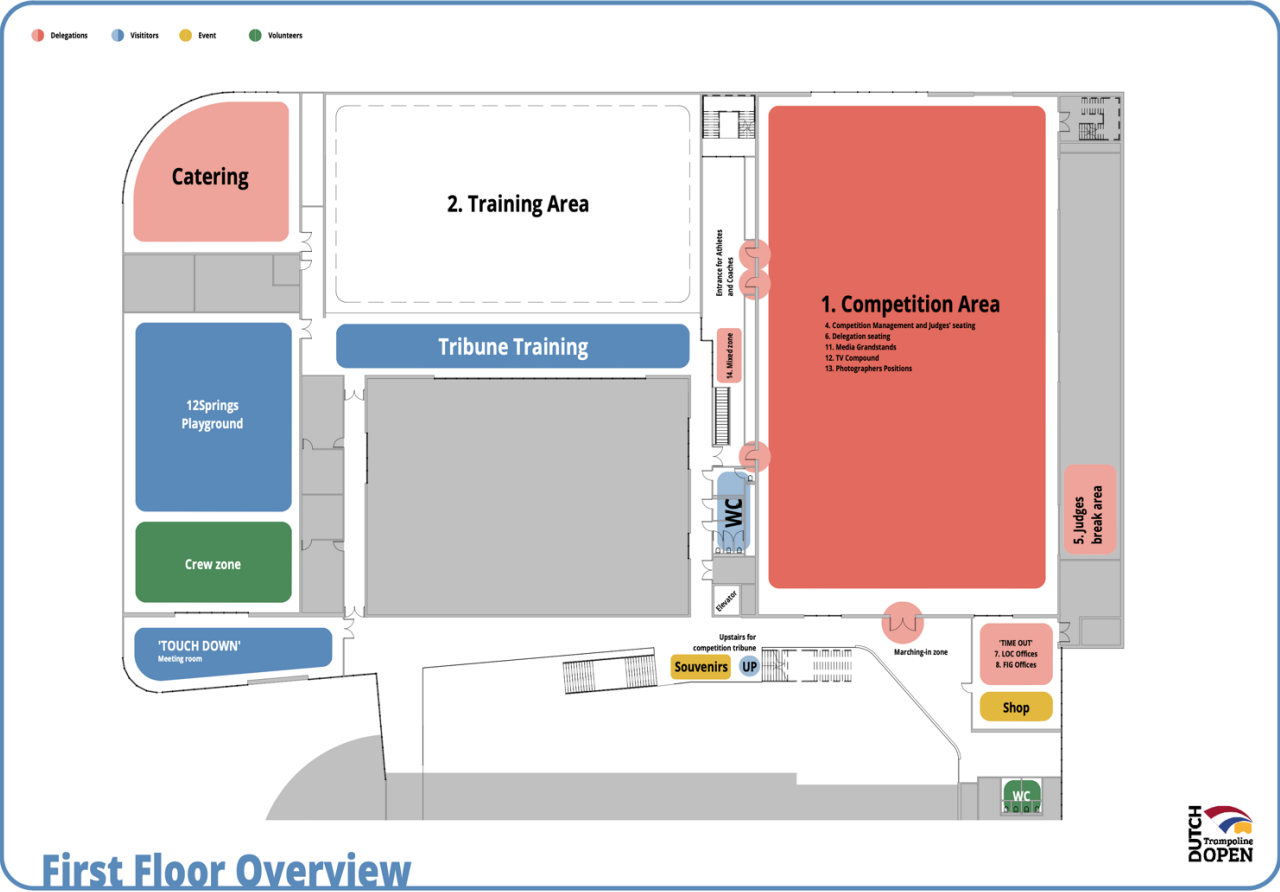 Delegations
Visititors
Event
Volunteers
Catering
2. Training Area
Entrance for Athletes
and Coaches
1. Competition Area
4. Competition Management and Judges' seating
6. Delegation seating
11. Media Grandstands
12. TV Compound
13. Photographers Positions
Tribune Training
14. Mixed zone
12Springs
Playground
WC
5. Judges
break area
Crew zone
Elevator
'TOUCH DOWN'
Meeting room
Upstairs for
competition tribune
Souvenirs
UP
Marching-in zone
'TIME OUT'
7. LOC Offices
8. FIG Offices
Shop
WC
DUTCH
Trampoline
OPEN
First Floor Overview